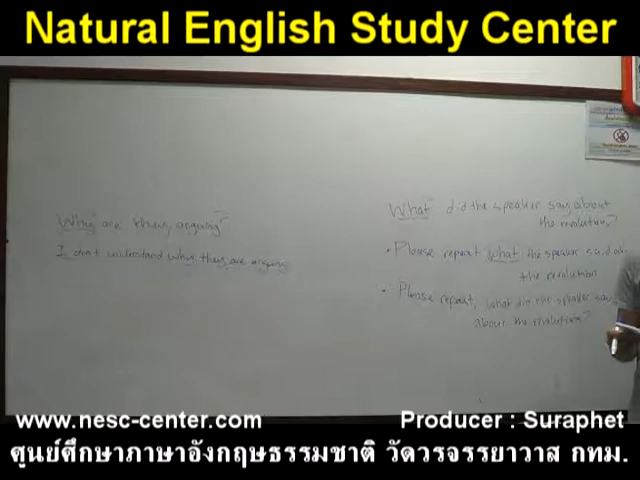 Natural English Study Center
Why are they arguing?
I don't understand why they are arguing
What did the speaker say about
the revolution?
• Please repeat what the speaker said
the revolution
• Please repeat, what did the speaker say
about the revolution?
www.nesc-center.com
Producer : Suraphet
ศูนย์ศึกษาภาษาอังกฤษธรรมชาติ วัดวรจรรยาวาส กทม.